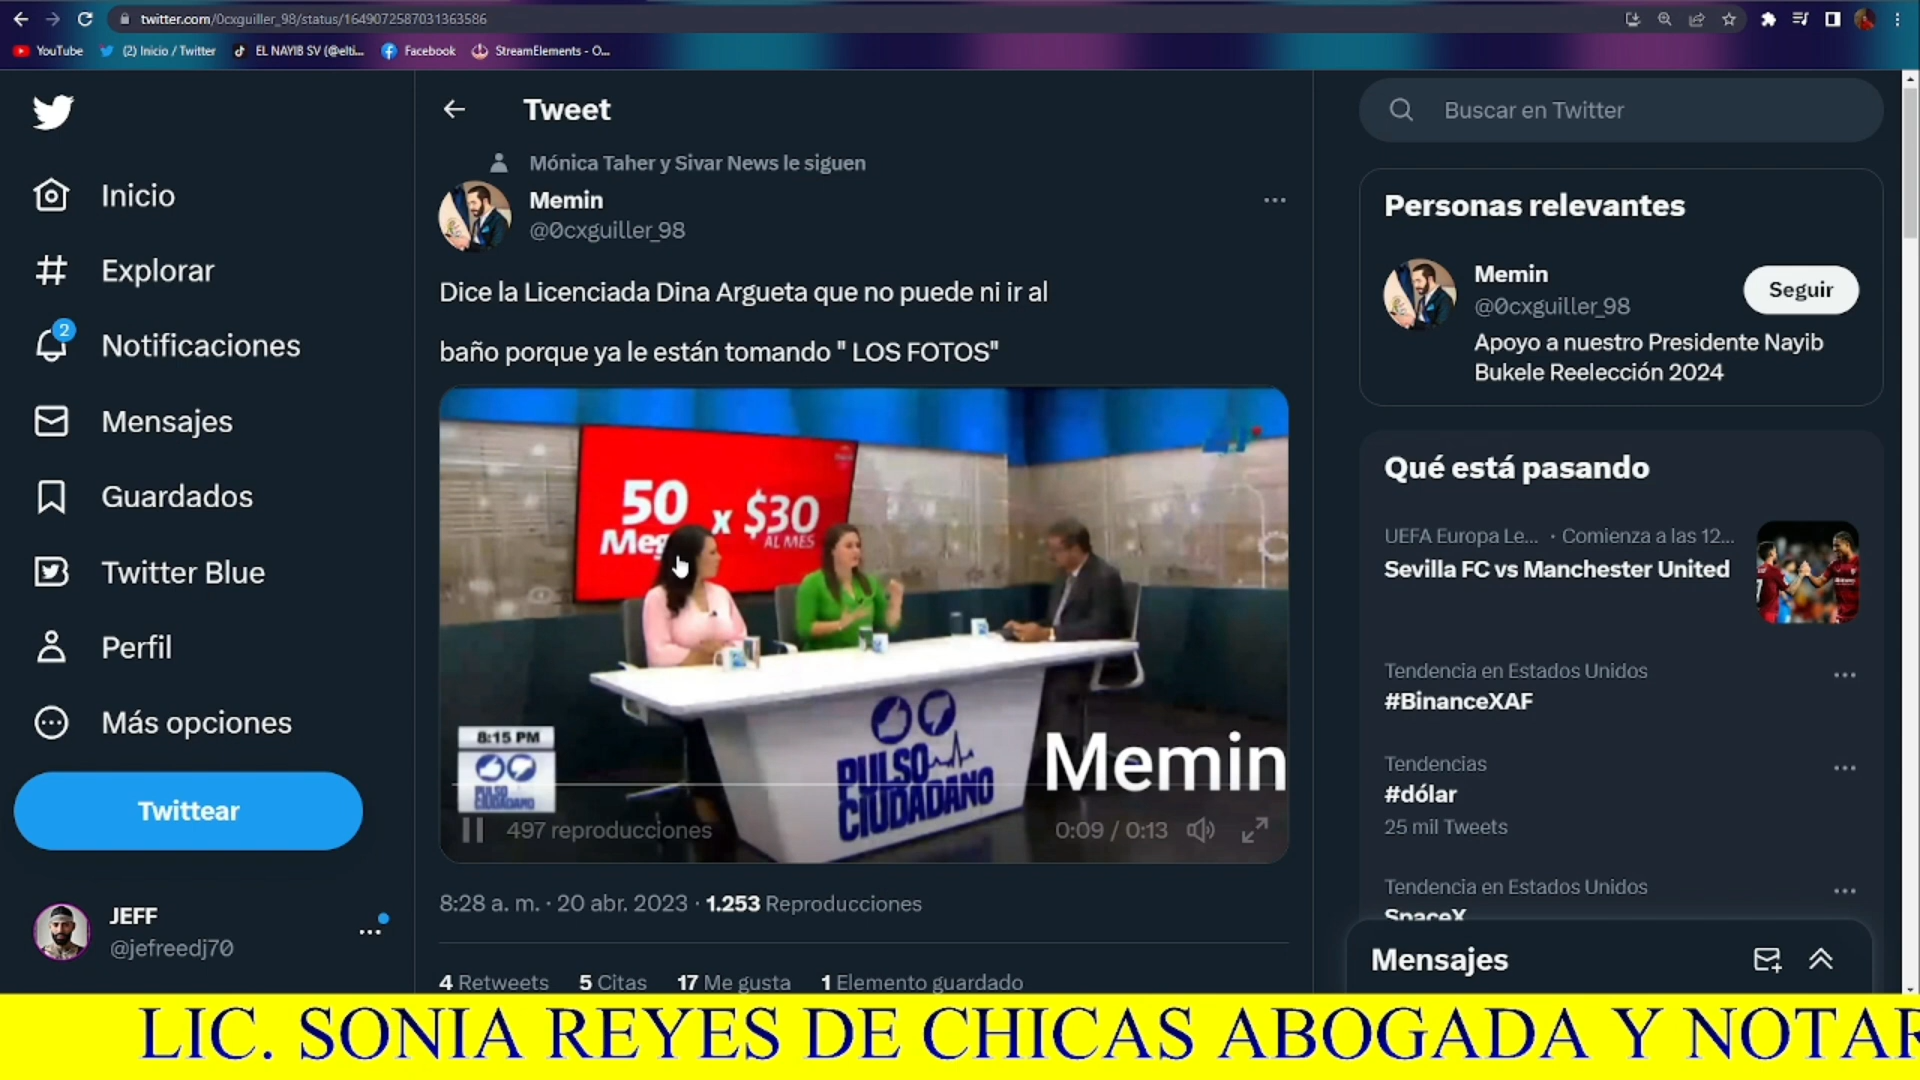 twitter.com/0cxguiller_98/status/1649072587031363586
YouTube
(2) Inicio / Twitter
EL NAYIB SV (@elti...
Facebook
StreamElements - O...
Tweet
Buscar en Twitter
Mónica Taher y Sivar News le siguen
Memin
@0cxguiller_98
Dice la Licenciada Dina Argueta que no puede ni ir al
baño porque ya le están tomando " LOS FOTOS"
50
Meg
x $30
AL MES
8:15 PM
PULSO
CIUDADANO
PULSO
CIUDADANO
Memin
497 reproducciones
0:09 / 0:13
8:28 a. m. · 20 abr. 2023 · 1.253 Reproducciones
4 Retweets 5 Citas 17 Me gusta 1 Elemento guardado
Inicio
Explorar
2
Notificaciones
Mensajes
Guardados
Twitter Blue
Perfil
Más opciones
Twittear
JEFF
@jefreedj70
Personas relevantes
Memin
@0cxguiller_98
Seguir
Apoyo a nuestro Presidente Nayib
Bukele Reelección 2024
Qué está pasando
UEFA Europa Le... · Comienza a las 12...
Sevilla FC vs Manchester United
Tendencia en Estados Unidos
#BinanceXAF
Tendencias
#dólar
25 mil Tweets
Tendencia en Estados Unidos
SpaceX
Mensajes
LIC. SONIA REYES DE CHICAS ABOGADA Y NOTAR